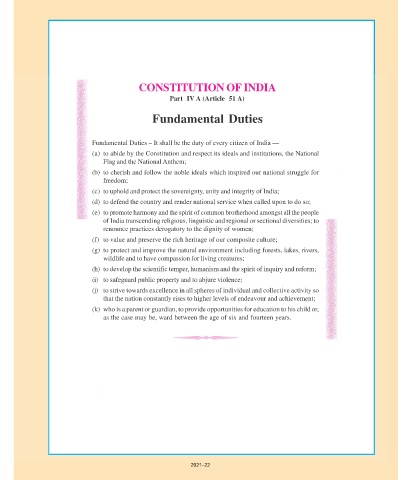 CONSTITUTION OF INDIA
Part IV A (Article 51 A)
Fundamental Duties
Fundamental Duties – It shall be the duty of every citizen of India —
(a) to abide by the Constitution and respect its ideals and institutions, the National
Flag and the National Anthem;
(b) to cherish and follow the noble ideals which inspired our national struggle for
freedom;
(c) to uphold and protect the sovereignty, unity and integrity of India;
(d) to defend the country and render national service when called upon to do so;
(e) to promote harmony and the spirit of common brotherhood amongst all the people
of India transcending religious, linguistic and regional or sectional diversities; to
renounce practices derogatory to the dignity of women;
(f) to value and preserve the rich heritage of our composite culture;
(g) to protect and improve the natural environment including forests, lakes, rivers,
wildlife and to have compassion for living creatures;
(h) to develop the scientific temper, humanism and the spirit of inquiry and reform;
(i) to safeguard public property and to abjure violence;
(j) to strive towards excellence in all spheres of individual and collective activity so
that the nation constantly rises to higher levels of endeavour and achievement;
(k) who is a parent or guardian, to provide opportunities for education to his child or,
as the case may be, ward between the age of six and fourteen years.
2021–22